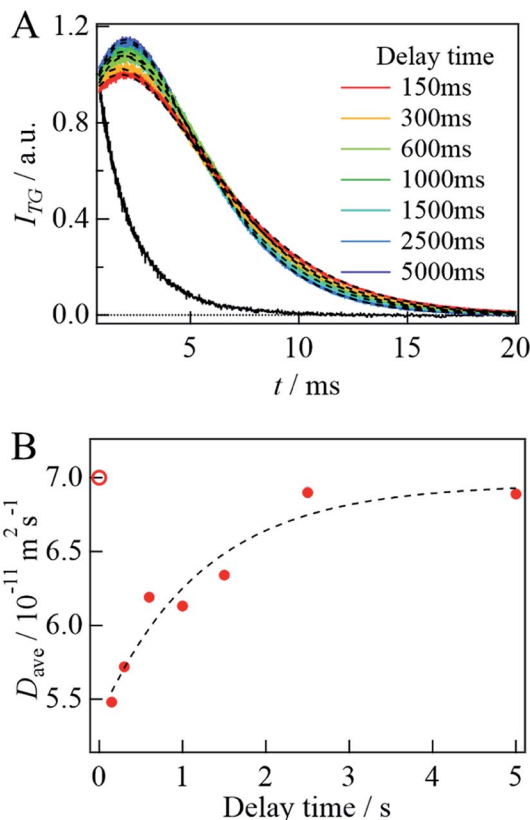 A
1.2
0.8
0.4
0.0
I_TG / a.u.
Delay time
150ms
300ms
600ms
1000ms
1500ms
2500ms
5000ms
5 10 15 20
t / ms
B
7.0
6.5
6.0
5.5
D_ave / 10^-11 m^2 s^-1
0 1 2 3 4 5
Delay time / s